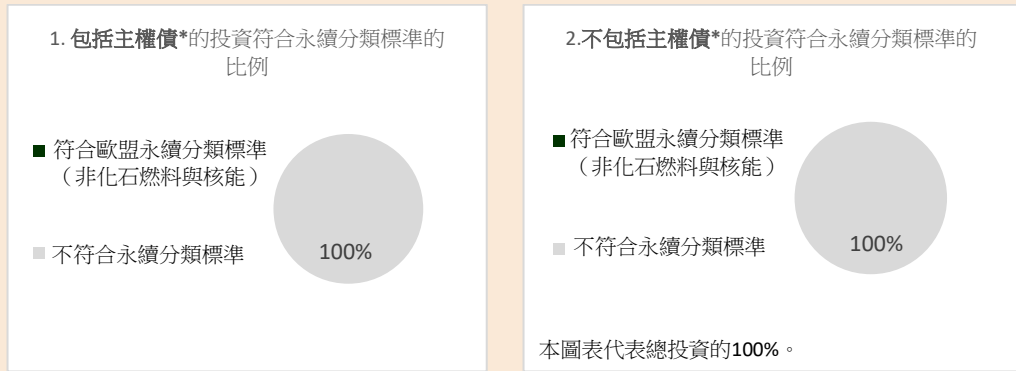 1. 包括主權債*的投資符合永續分類標準的
比例
符合歐盟永續分類標準
（非化石燃料與核能）
不符合永續分類標準
100%
2.不包括主權債*的投資符合永續分類標準的
比例
符合歐盟永續分類標準
（非化石燃料與核能）
不符合永續分類標準
100%
本圖表代表總投資的100%。